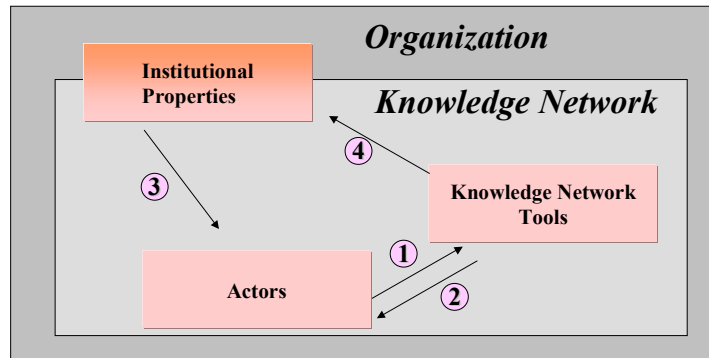 Organization
Institutional
Properties
Knowledge Network
4
3
Knowledge Network
Tools
1
Actors
2